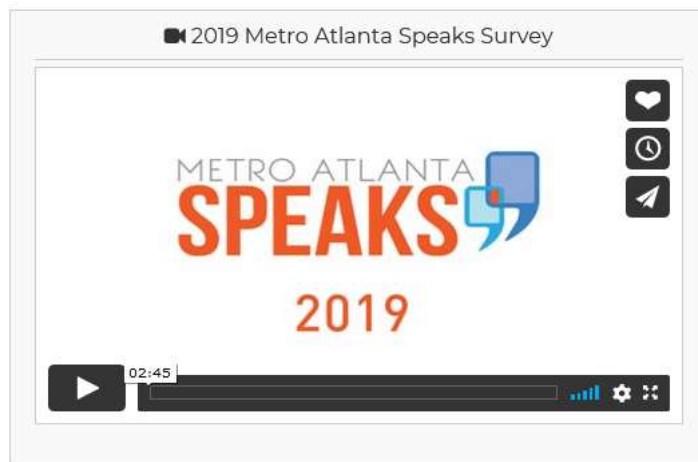 2019 Metro Atlanta Speaks Survey
METRO ATLANTA
SPEAKS
2019
02:45